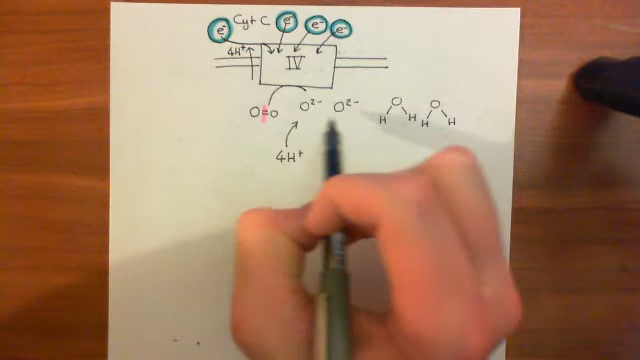 e⁻ Cyt C e⁻ e⁻ e⁻
4H⁺
IV
O=O O²⁻ O²⁻
O O
H H H H
4H⁺